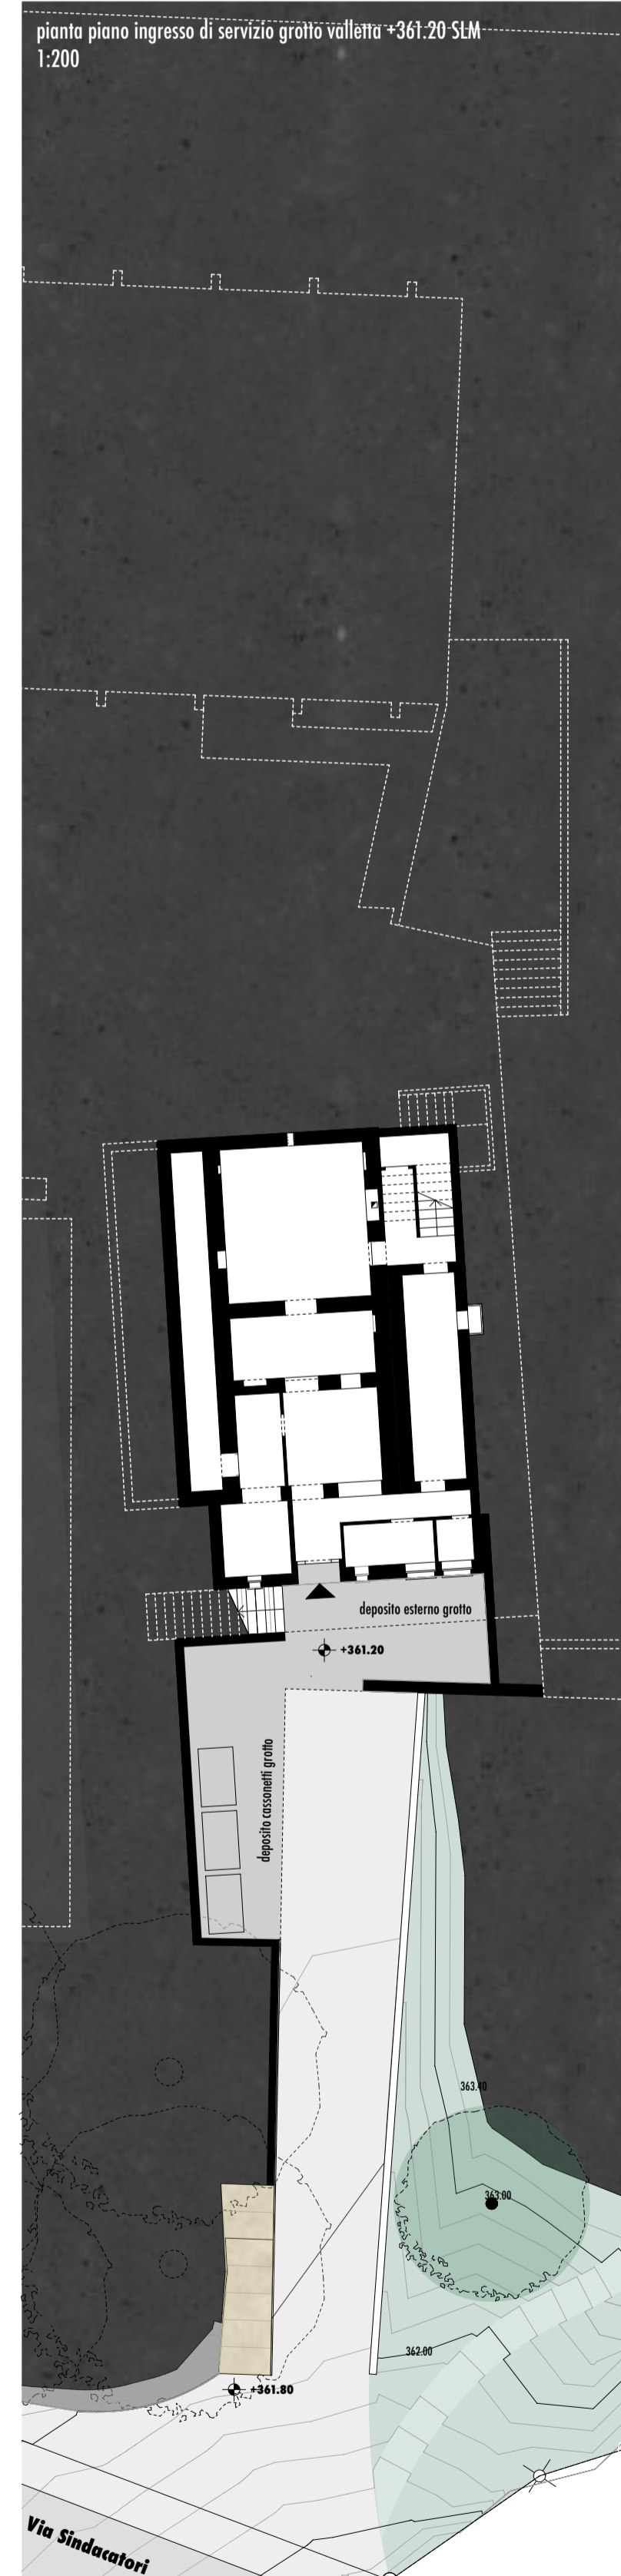 pianta piano ingresso di servizio grotto valletta +361.20 SLM
1:200
deposito esterno grotto
+361.20
deposito cassonetti grotto
363.40
363.00
362.00
+361.80
Via Sindacatori